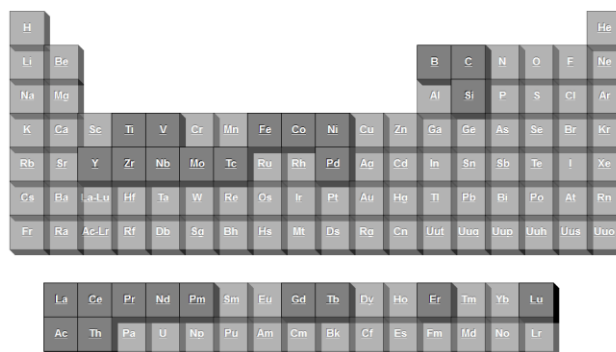 H He
Li Be B C N O F Ne
Na Mg Al Si P S Cl Ar
K Ca Sc Ti V Cr Mn Fe Co Ni Cu Zn Ga Ge As Se Br Kr
Rb Sr Y Zr Nb Mo Tc Ru Rh Pd Ag Cd In Sn Sb Te I Xe
Cs Ba La-Lu Hf Ta W Re Os Ir Pt Au Hg Tl Pb Bi Po At Rn
Fr Ra Ac-Lr Rf Db Sg Bh Hs Mt Ds Rg Cn Uut Uuq Uup Uuh Uus Uuo
La Ce Pr Nd Pm Sm Eu Gd Tb Dy Ho Er Tm Yb Lu
Ac Th Pa U Np Pu Am Cm Bk Cf Es Fm Md No Lr